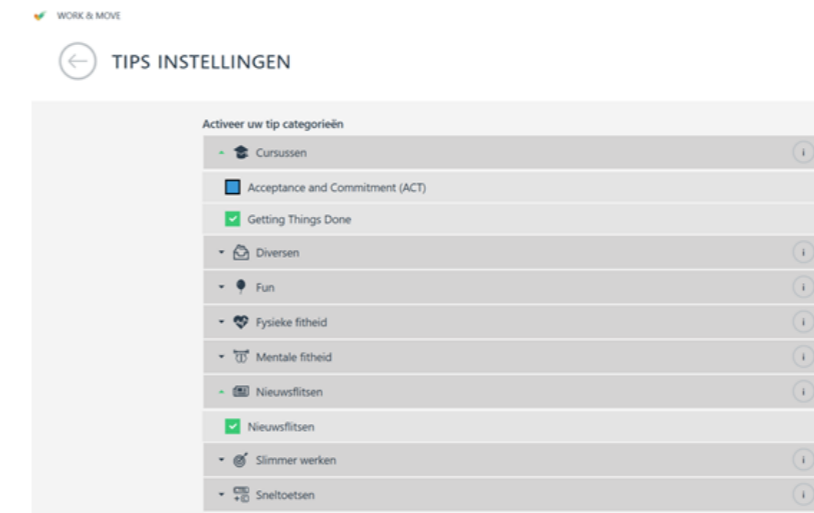 WORK & MOVE
TIPS INSTELLINGEN
Activeer uw tip categorieën
Cursussen
Acceptance and Commitment (ACT)
Getting Things Done
Diversen
Fun
Fysieke fitheid
Mentale fitheid
Nieuwsflitsen
Nieuwsflitsen
Slimmer werken
Sneltoetsen